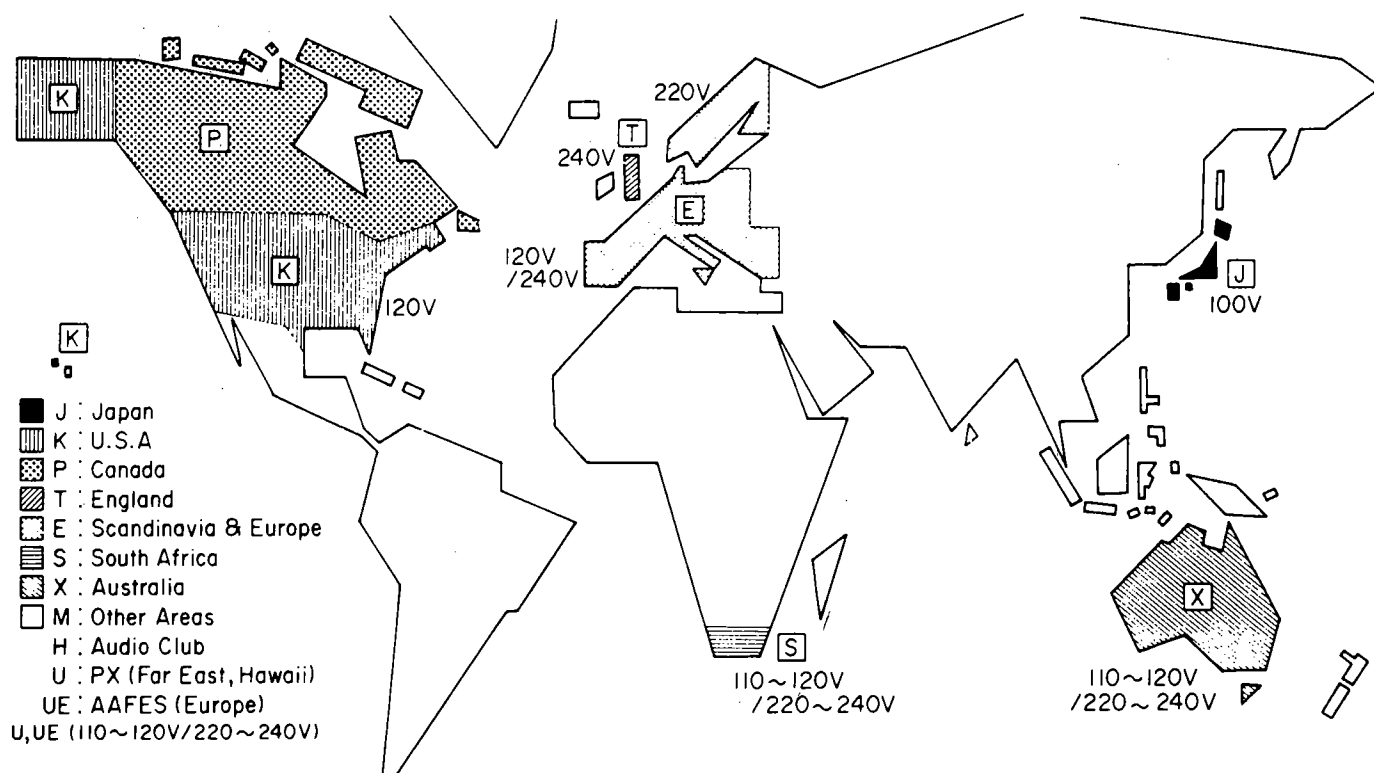 K
P
220V
T
240V
E
120V
/240V
K
120V
J
100V
K
J : Japan
K : U.S.A
P : Canada
T : England
E : Scandinavia & Europe
S : South Africa
X : Australia
M : Other Areas
H : Audio Club
U : PX (Far East, Hawaii)
UE : AAFES (Europe)
U,UE (110~120V/220~240V)
S
110~120V
/220~240V
X
110~120V
/220~240V